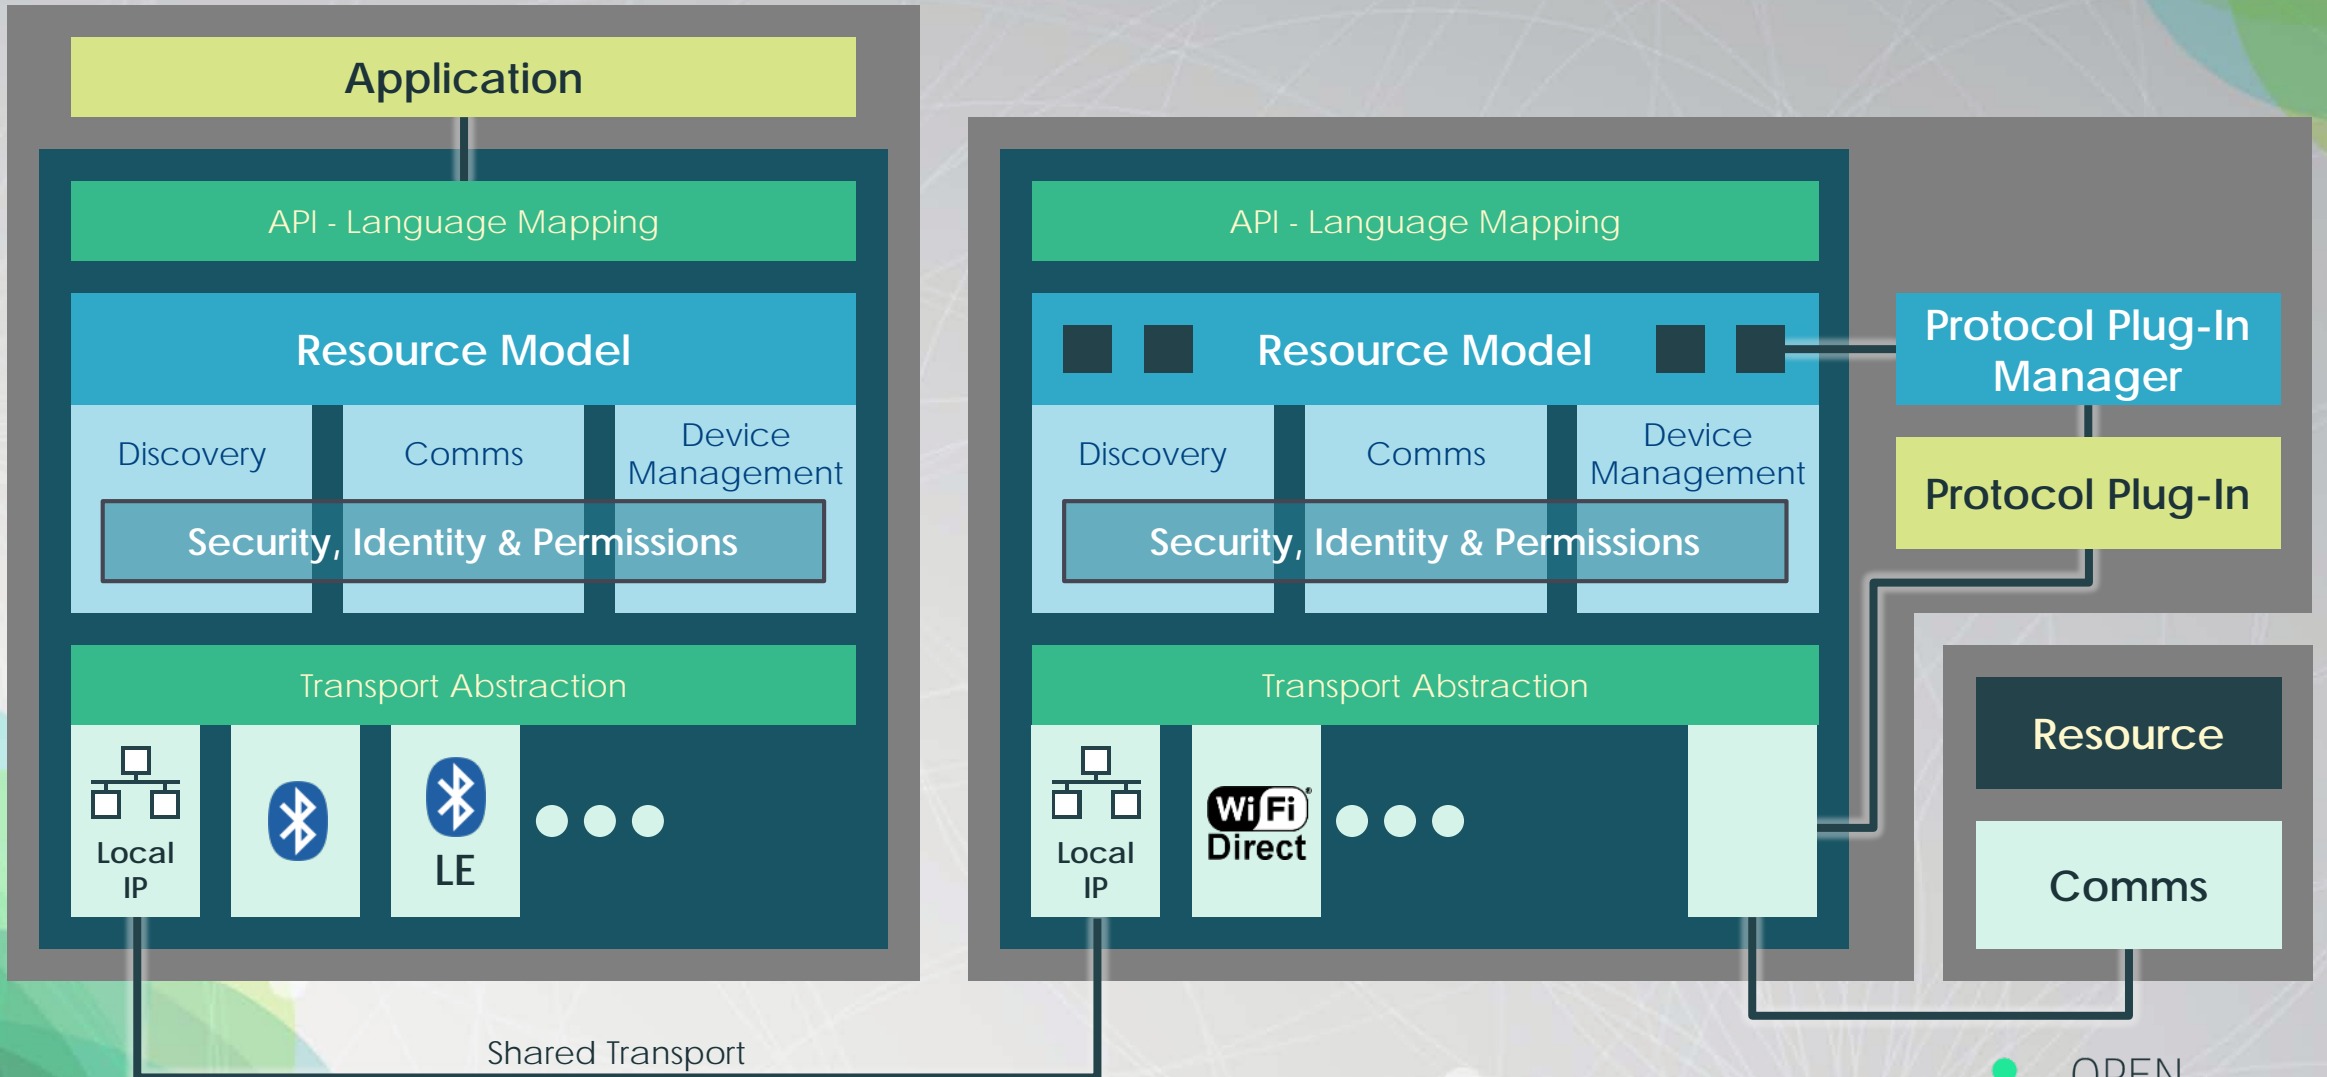 Application
API - Language Mapping
Resource Model
Discovery
Comms
Device
Management
Security, Identity & Permissions
Transport Abstraction
Local
IP
LE
Shared Transport
API - Language Mapping
Resource Model
Discovery
Comms
Device
Management
Security, Identity & Permissions
Transport Abstraction
Local
IP
Wi Fi
Direct
Protocol Plug-In
Manager
Protocol Plug-In
Resource
Comms
OPEN